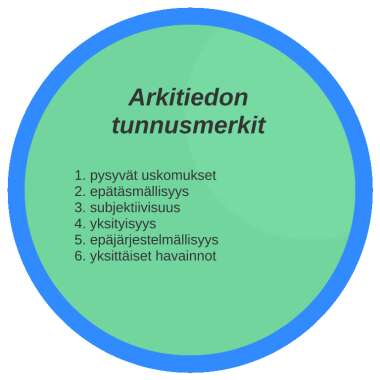 Arkitiedon
tunnusmerkit
1. pysyvät uskomukset
2. epätäsmällisyys
3. subjektiivisuus
4. yksityisyys
5. epäjärjestelmällisyys
6. yksittäiset havainnot